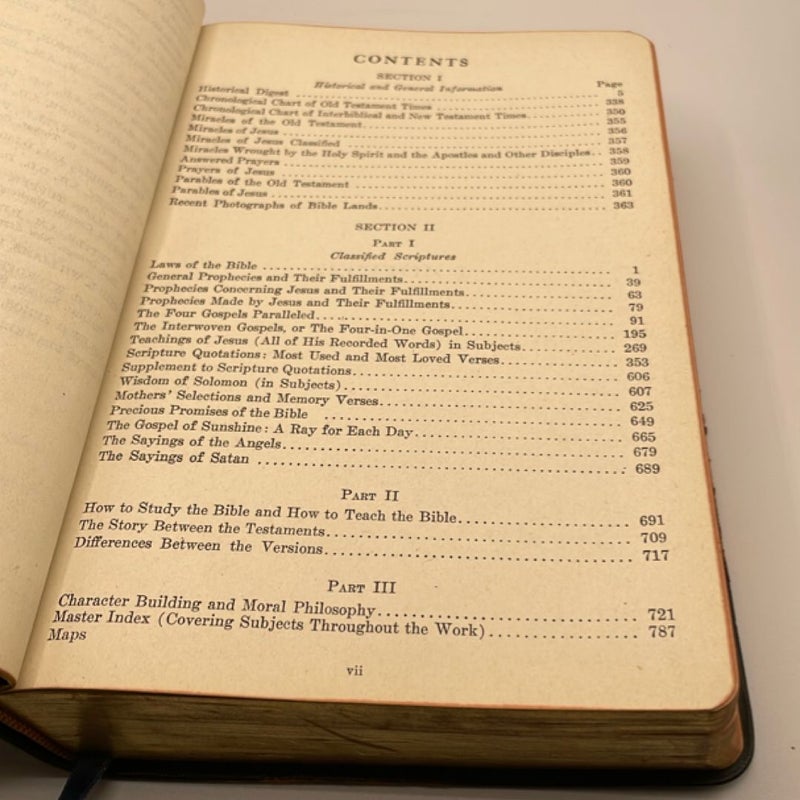 CONTENTS
SECTION I
Historical and General Information
Page
Historical Digest 5
Chronological Chart of Old Testament Times 338
Chronological Chart of Interbiblical and New Testament Times 350
Miracles of the Old Testament 355
Miracles of Jesus 356
Miracles of Jesus Classified 357
Miracles Wrought by the Holy Spirit and the Apostles and Other Disciples 358
Answered Prayers 359
Prayers of Jesus 360
Parables of the Old Testament 360
Parables of Jesus 361
Recent Photographs of Bible Lands 363
SECTION II
PART I
Classified Scriptures
Laws of the Bible 1
General Prophecies and Their Fulfillments 39
Prophecies Concerning Jesus and Their Fulfillments 63
Prophecies Made by Jesus and Their Fulfillments 79
The Four Gospels Paralleled 91
The Interwoven Gospels, or The Four-in-One Gospel 195
Teachings of Jesus (All of His Recorded Words) in Subjects 269
Scripture Quotations: Most Used and Most Loved Verses 353
Supplement to Scripture Quotations 606
Wisdom of Solomon (in Subjects) 607
Mothers' Selections and Memory Verses 625
Precious Promises of the Bible 649
The Gospel of Sunshine: A Ray for Each Day 665
The Sayings of the Angels 679
The Sayings of Satan 689
PART II
How to Study the Bible and How to Teach the Bible 691
The Story Between the Testaments 709
Differences Between the Versions 717
PART III
Character Building and Moral Philosophy 721
Master Index (Covering Subjects Throughout the Work) 787
Maps
vii